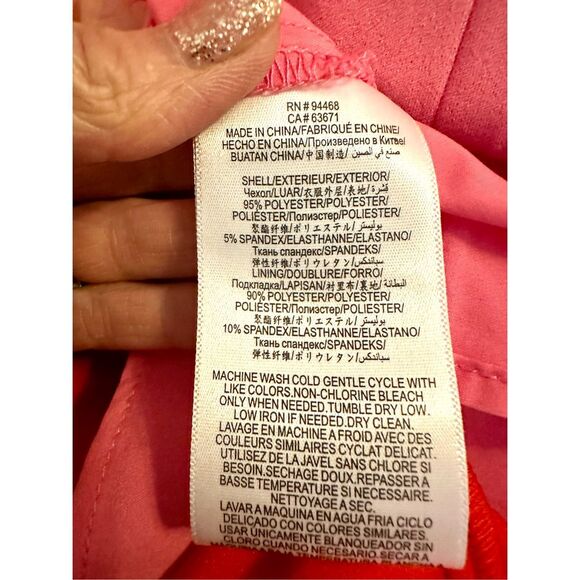 RN # 94468
CA # 63671
MADE IN CHINA/FABRIQUÉ EN CHINE/
HECHO EN CHINA/Произведено в Китве/
BUATAN CHINA/中国制造/ صنع في الصين
SHELL/EXTERIEUR/EXTERIOR/
Чехол/LUAR/衣服外层/表地/ قشرة
95% POLYESTER/POLYESTER/
POLIÉSTER/Полиэстер/POLYESTER/
聚酯纤维/ポリエステル/ بوليستر
5% SPANDEX/ELASTHANNE/ELASTANO/
Ткань спандекс/SPANDEKS/
弹性纤维/ポリウレタン/ سباندكس
LINING/DOUBLURE/FORRO/
Подкладка/LAPISAN/衬里布/裏地/ البطانة
90% POLYESTER/POLYESTER/
POLIÉSTER/Полиэстер/POLYESTER/
聚酯纤维/ポリエステル/ بوليستر
10% SPANDEX/ELASTHANNE/ELASTANO/
Ткань спандекс/SPANDEKS/
弹性纤维/ポリウレタン/ سباندكس
MACHINE WASH COLD GENTLE CYCLE WITH
LIKE COLORS.NON-CHLORINE BLEACH
ONLY WHEN NEEDED.TUMBLE DRY LOW.
LOW IRON IF NEEDED.DRY CLEAN.
LAVAGE EN MACHINE A FROID AVEC DES
COULEURS SIMILAIRES CYCLAT DELICAT.
UTILISEZ DE LA JAVEL SANS CHLORE SI
BESOIN.SECHAGE DOUX.REPASSER A
BASSE TEMPERATURE SI NECESSAIRE.
NETTOYAGE A SEC.
LAVAR A MAQUINA EN AGUA FRIA CICLO
DELICADO CON COLORES SIMILARES.
USAR ÚNICAMENTE BLANQUEADOR SIN
CLORO CUANDO NECESARIO.SECAR A